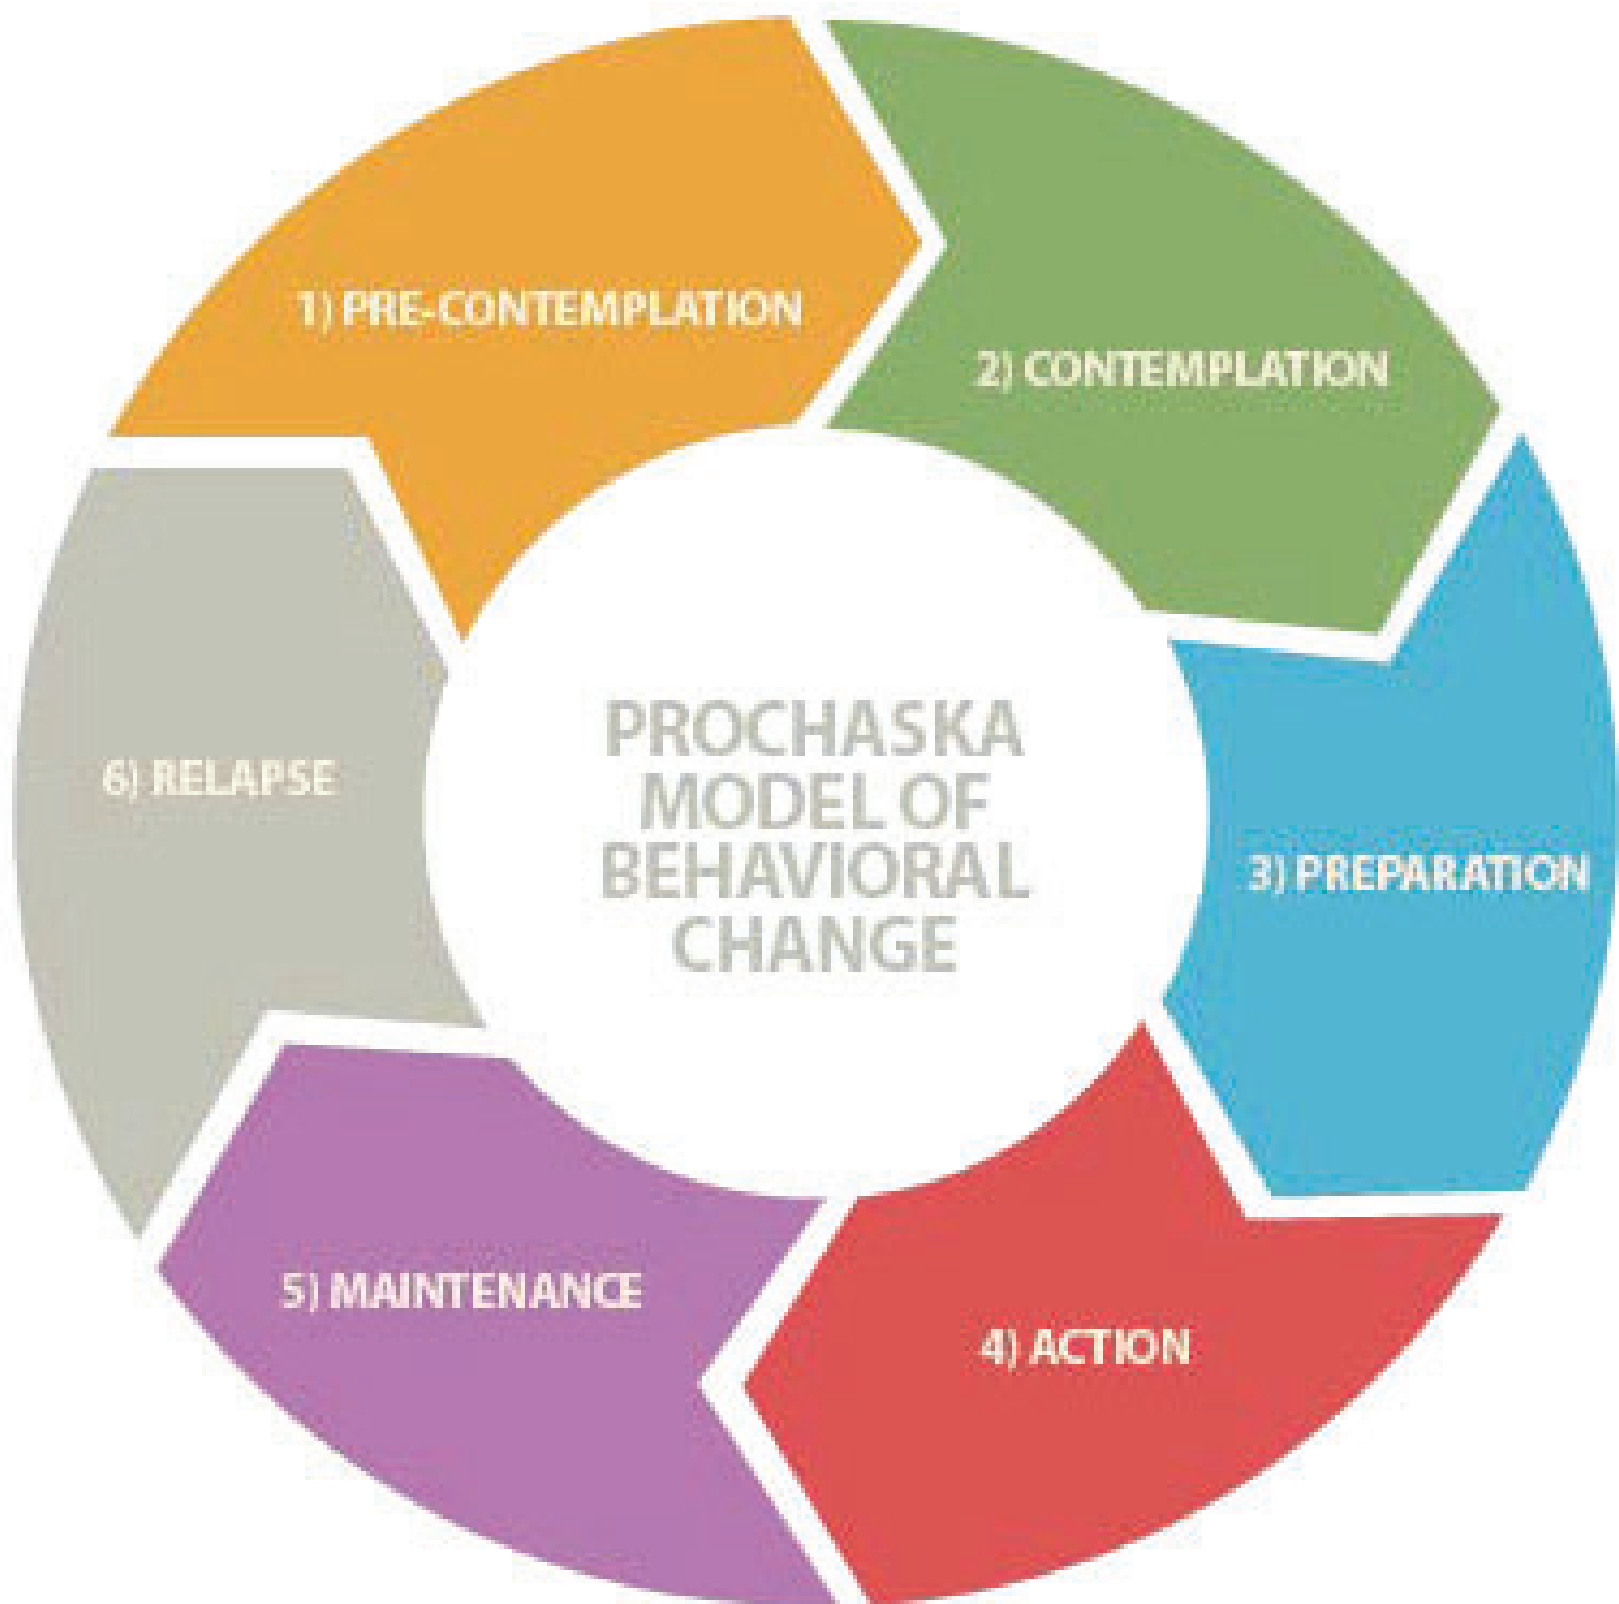 1) PRE-CONTEMPLATION
2) CONTEMPLATION
3) PREPARATION
4) ACTION
5) MAINTENANCE
6) RELAPSE
PROCHASKA
MODEL OF
BEHAVIORAL
CHANGE